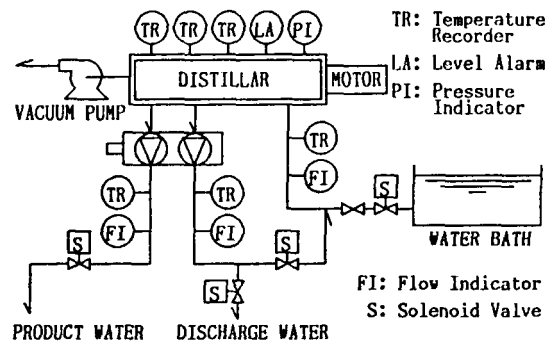 TR TR TR LA PI
TR: Temperature
Recorder
LA: Level Alarm
PI: Pressure
Indicator
DISTILLAR
MOTOR
VACUUM PUMP
TR
FI
TR TR
FI FI
S
S
S
S
WATER BATH
FI: Flow Indicator
S: Solenoid Valve
PRODUCT WATER
DISCHARGE WATER